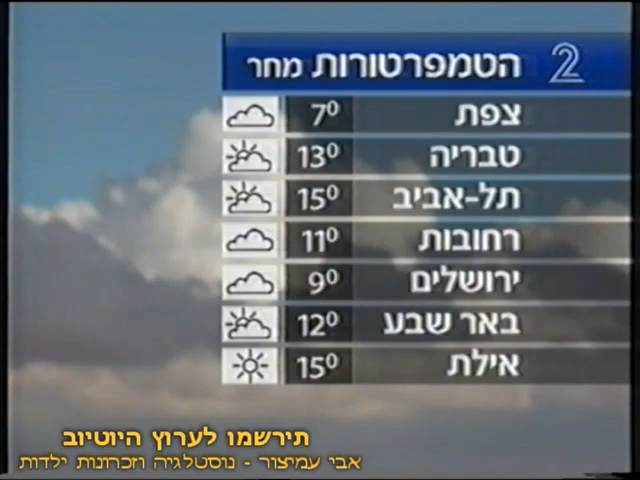 הטמפרטורות מחר 2
צפת 7°
טבריה 13°
תל-אביב 15°
רחובות 11°
ירושלים 9°
באר שבע 12°
אילת 15°
תירשמו לערוץ היוטיוב
אבי עמיצור - נוסטלגיה וזכרונות ילדות